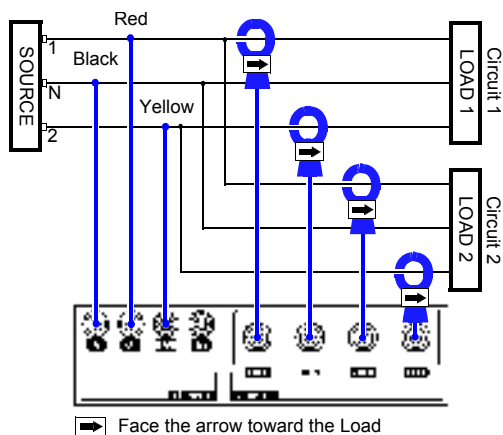 Red
Black
Yellow
SOURCE
1
N
2
LOAD 1
Circuit 1
LOAD 2
Circuit 2
Face the arrow toward the Load